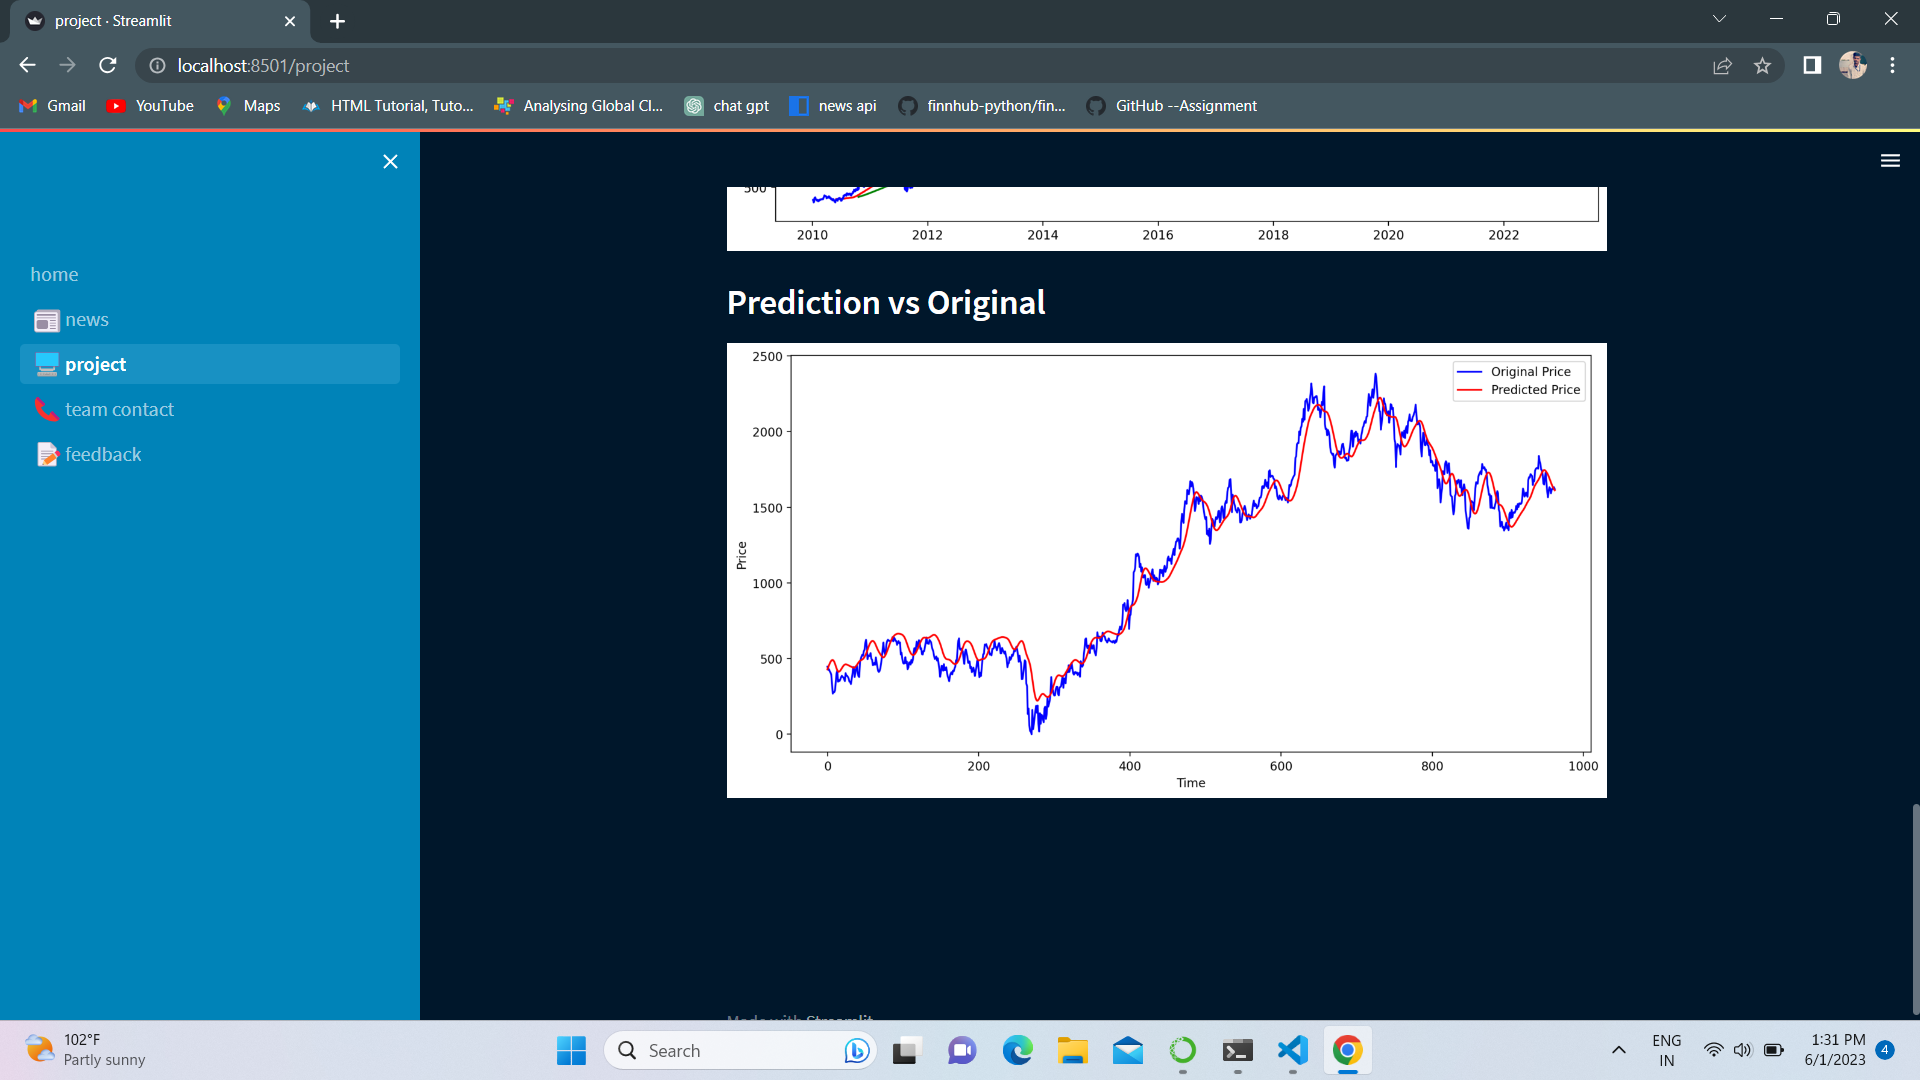 project · Streamlit
localhost:8501/project
Gmail
YouTube
Maps
HTML Tutorial, Tuto...
Analysing Global Cl...
chat gpt
news api
finnhub-python/fin...
GitHub --Assignment
home
news
project
team contact
feedback
500
2010 2012 2014 2016 2018 2020 2022
Prediction vs Original
2500
2000
1500
1000
500
0
Price
Original Price
Predicted Price
0 200 400 600 800 1000
Time
Made with Streamlit
102°F
Partly sunny
Search
ENG
IN
1:31 PM
6/1/2023
4